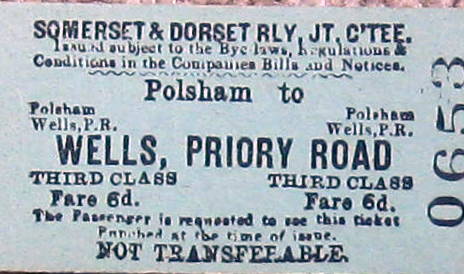 SOMERSET & DORSET RLY, JT. C'TEE.
Issued subject to the Bye-laws, Regulations &
Conditions in the Companies Bills and Notices.
Polsham to
Polsham Polsham
Wells,P.R. Wells,P.R.
WELLS, PRIORY ROAD
THIRD CLASS THIRD CLASS
Fare 6d. Fare 6d.
The Passenger is requested to see this ticket
Punched at the time of issue.
NOT TRANSFERABLE.
0653